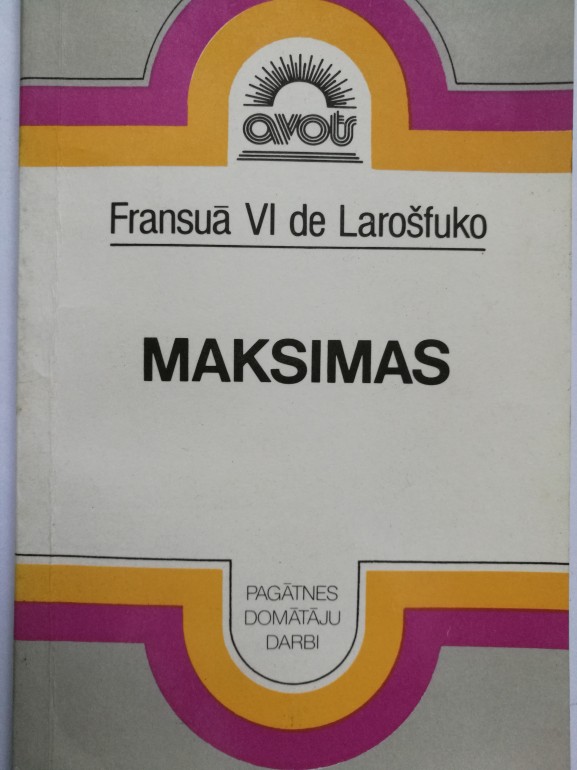 avots
Fransuā VI de Larošfuko
MAKSIMAS
PAGĀTNES
DOMĀTĀJU
DARBI